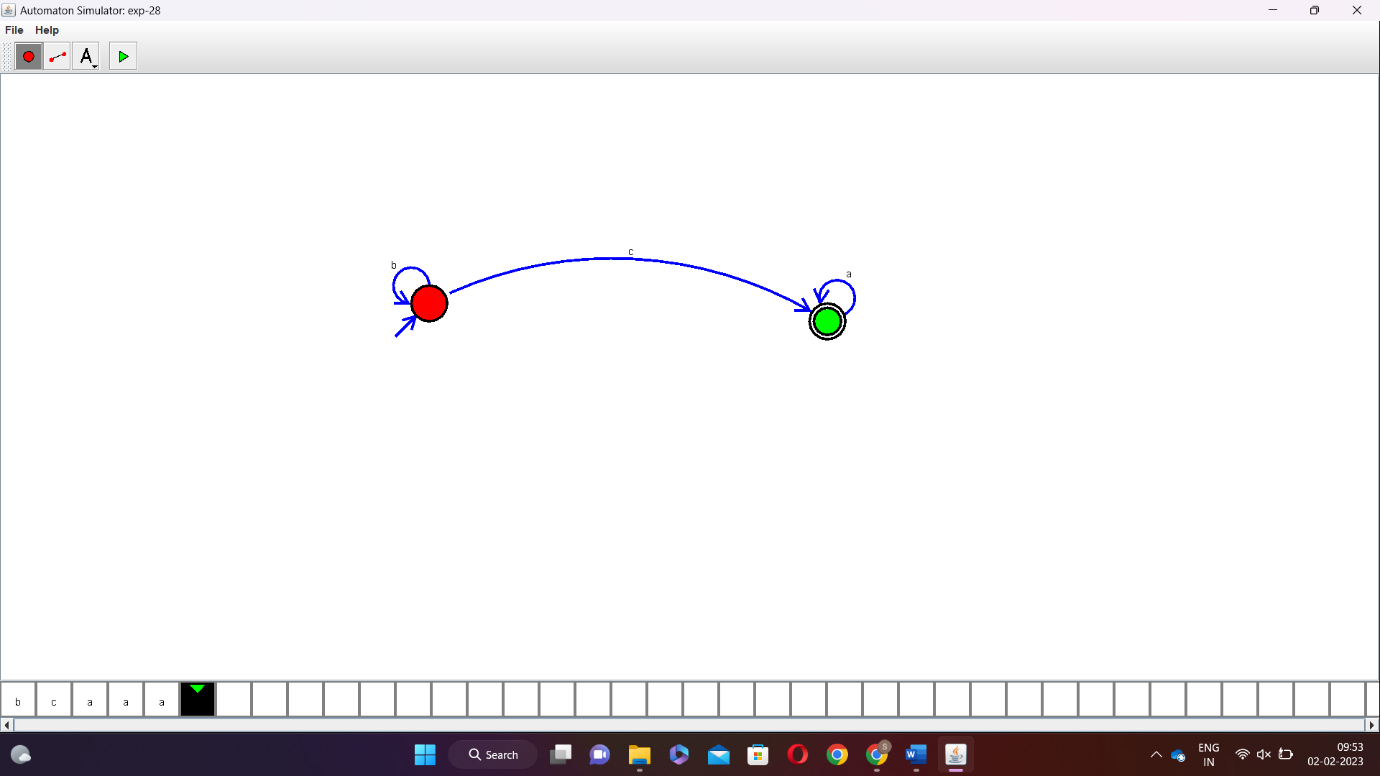 Automaton Simulator: exp-28
File Help
A
c
b
a
b c a a a
Search
S
W
ENG
IN
09:53
02-02-2023